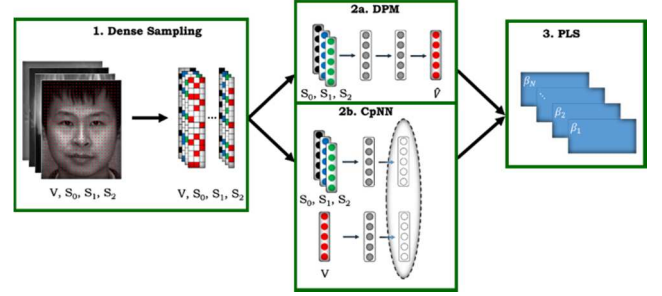 1. Dense Sampling
V, S₀, S₁, S₂
...
V, S₀, S₁, S₂
2a. DPM
S₀, S₁, S₂
V̂
2b. CpNN
S₀, S₁, S₂
V
3. PLS
β_N
⋱
β₂
β₁